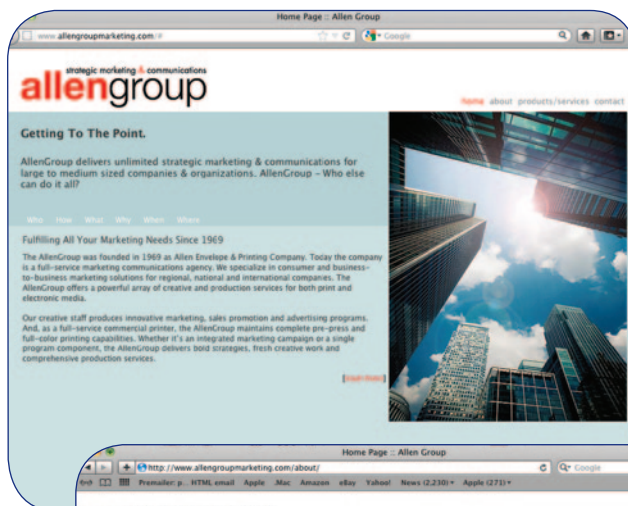 Home Page :: Allen Group
www.allengroupmarketing.com/#
Google
strategic marketing & communications
allengroup
home about products/services contact
Getting To The Point.
AllenGroup delivers unlimited strategic marketing & communications for
large to medium sized companies & organizations. AllenGroup – Who else
can do it all?
Who How What Why When Where
Fulfilling All Your Marketing Needs Since 1969
The AllenGroup was founded in 1969 as Allen Envelope & Printing Company. Today the company
is a full-service marketing communications agency. We specialize in consumer and business-
to-business marketing solutions for regional, national and international companies. The
AllenGroup offers a powerful array of creative and production services for both print and
electronic media.
Our creative staff produces innovative marketing, sales promotion and advertising programs.
And, as a full-service commercial printer, the AllenGroup maintains complete pre-press and
full-color printing capabilities. Whether it's an integrated marketing campaign or a single
program component, the AllenGroup delivers bold strategies, fresh creative work and
comprehensive production services.
Home Page :: Allen Group
http://www.allengroupmarketing.com/about/
Google
Premailer: p... HTML email Apple .Mac Amazon eBay Yahoo! News (2,230) Apple (271)